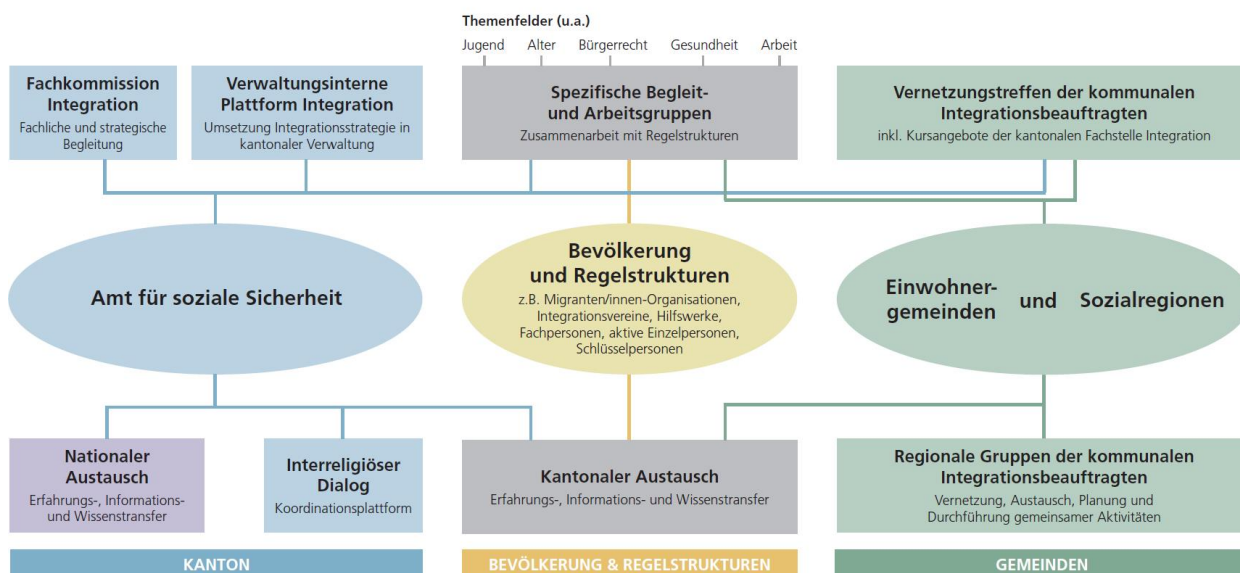 Themenfelder (u.a.)
Jugend Alter Bürgerrecht Gesundheit Arbeit
Fachkommission
Integration
Fachliche und strategische
Begleitung
Verwaltungsinterne
Plattform Integration
Umsetzung Integrationsstrategie in
kantonaler Verwaltung
Spezifische Begleit-
und Arbeitsgruppen
Zusammenarbeit mit Regelstrukturen
Vernetzungstreffen der kommunalen
Integrationsbeauftragten
inkl. Kursangebote der kantonalen Fachstelle Integration
Amt für soziale Sicherheit
Bevölkerung
und Regelstrukturen
z.B. Migranten/innen-Organisationen,
Integrationsvereine, Hilfswerke,
Fachpersonen, aktive Einzelpersonen,
Schlüsselpersonen
Einwohner-
gemeinden
und
Sozialregionen
Nationaler
Austausch
Erfahrungs-, Informations-
und Wissenstransfer
Interreligiöser
Dialog
Koordinationsplattform
Kantonaler Austausch
Erfahrungs-, Informations- und Wissenstransfer
Regionale Gruppen der kommunalen
Integrationsbeauftragten
Vernetzung, Austausch, Planung und
Durchführung gemeinsamer Aktivitäten
KANTON
BEVÖLKERUNG & REGELSTRUKTUREN
GEMEINDEN